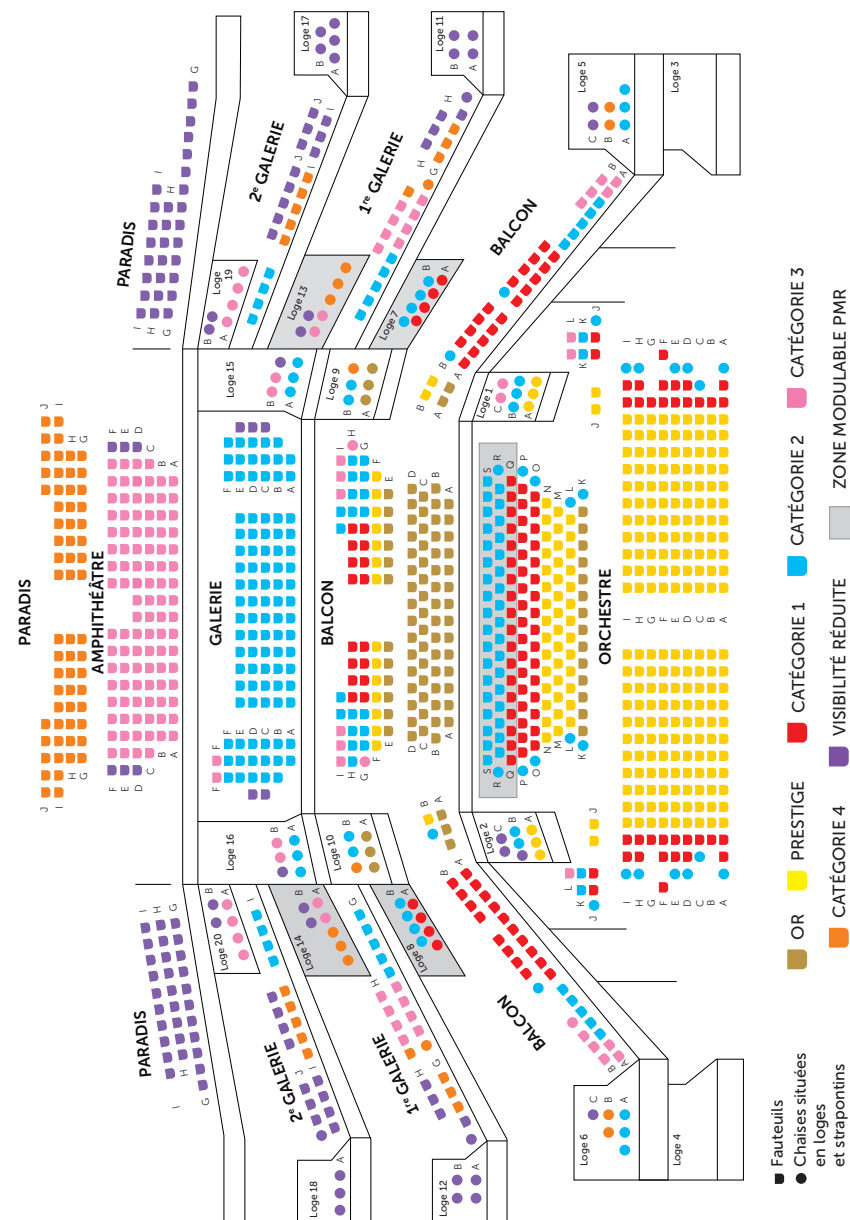 PARADIS
J
I
H
G
J
I
H
G
AMPHITHÉÂTRE
F
E
D
C
B
A
F
E
D
C
B
A
PARADIS
I
H
G
I
H
G
PARADIS
I
H
G
I
H
G
GALERIE
F
E
D
C
B
A
F
F
E
D
C
B
A
Loge 20
B
A
Loge 16
B
A
Loge 15
B
A
Loge 19
B
A
2e GALERIE
J
I
I
2e GALERIE
J
I
J
I
Loge 18
A
Loge 14
B
A
Loge 10
B
A
Loge 9
B
A
Loge 13
Loge 17
B
A
BALCON
I
H
G
F
E
I
H
G
F
E
D
C
B
A
D
C
B
A
1re GALERIE
G
H
G
H
1re GALERIE
G
H
H
Loge 12
B
A
Loge 8
B
A
Loge 7
B
A
Loge 11
B
A
BALCON
B
A
B
A
B
A
BALCON
B
A
B
A
B
A
Loge 2
C
B
A
Loge 1
C
B
A
Loge 6
C
B
A
Loge 4
Loge 5
C
B
A
Loge 3
S
R
Q
P
O
N
M
L
K
S
R
Q
P
O
N
M
L
K
ORCHESTRE
L
K
J
J
L
K
J
J
I
H
G
F
E
D
C
B
A
I
H
G
F
E
D
C
B
A
I
H
G
F
E
D
C
B
A
Fauteuils
Chaises situées
en loges
et strapontins
OR
PRESTIGE
CATÉGORIE 1
CATÉGORIE 2
CATÉGORIE 3
CATÉGORIE 4
VISIBILITÉ RÉDUITE
ZONE MODULABLE PMR